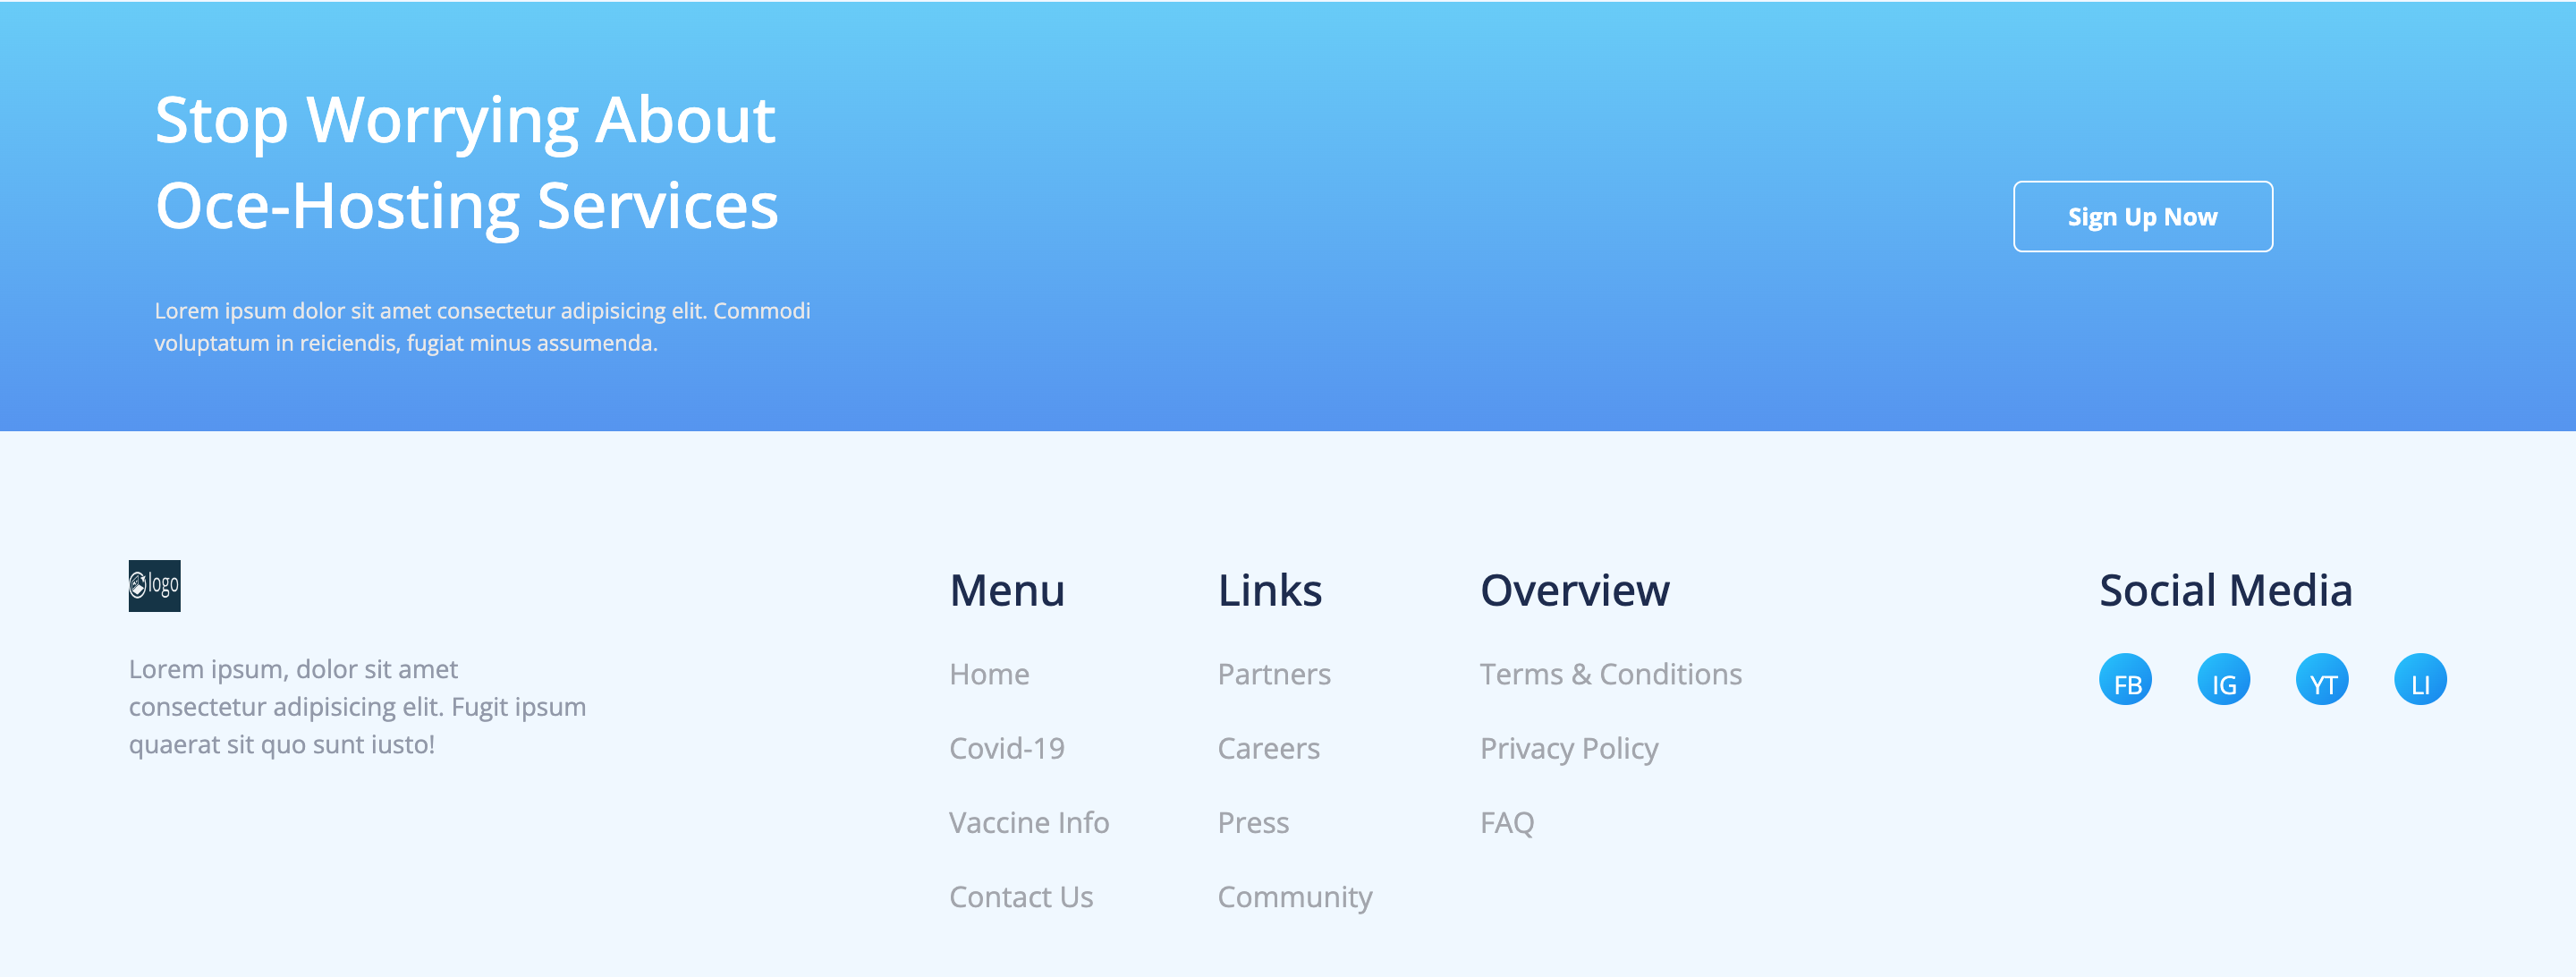 Stop Worrying About
Oce-Hosting Services
Lorem ipsum dolor sit amet consectetur adipisicing elit. Commodi
voluptatum in reiciendis, fugiat minus assumenda.
Sign Up Now
logo
Lorem ipsum, dolor sit amet
consectetur adipisicing elit. Fugit ipsum
quaerat sit quo sunt iusto!
Menu
Home
Covid-19
Vaccine Info
Contact Us
Links
Partners
Careers
Press
Community
Overview
Terms & Conditions
Privacy Policy
FAQ
Social Media
FB
IG
YT
LI